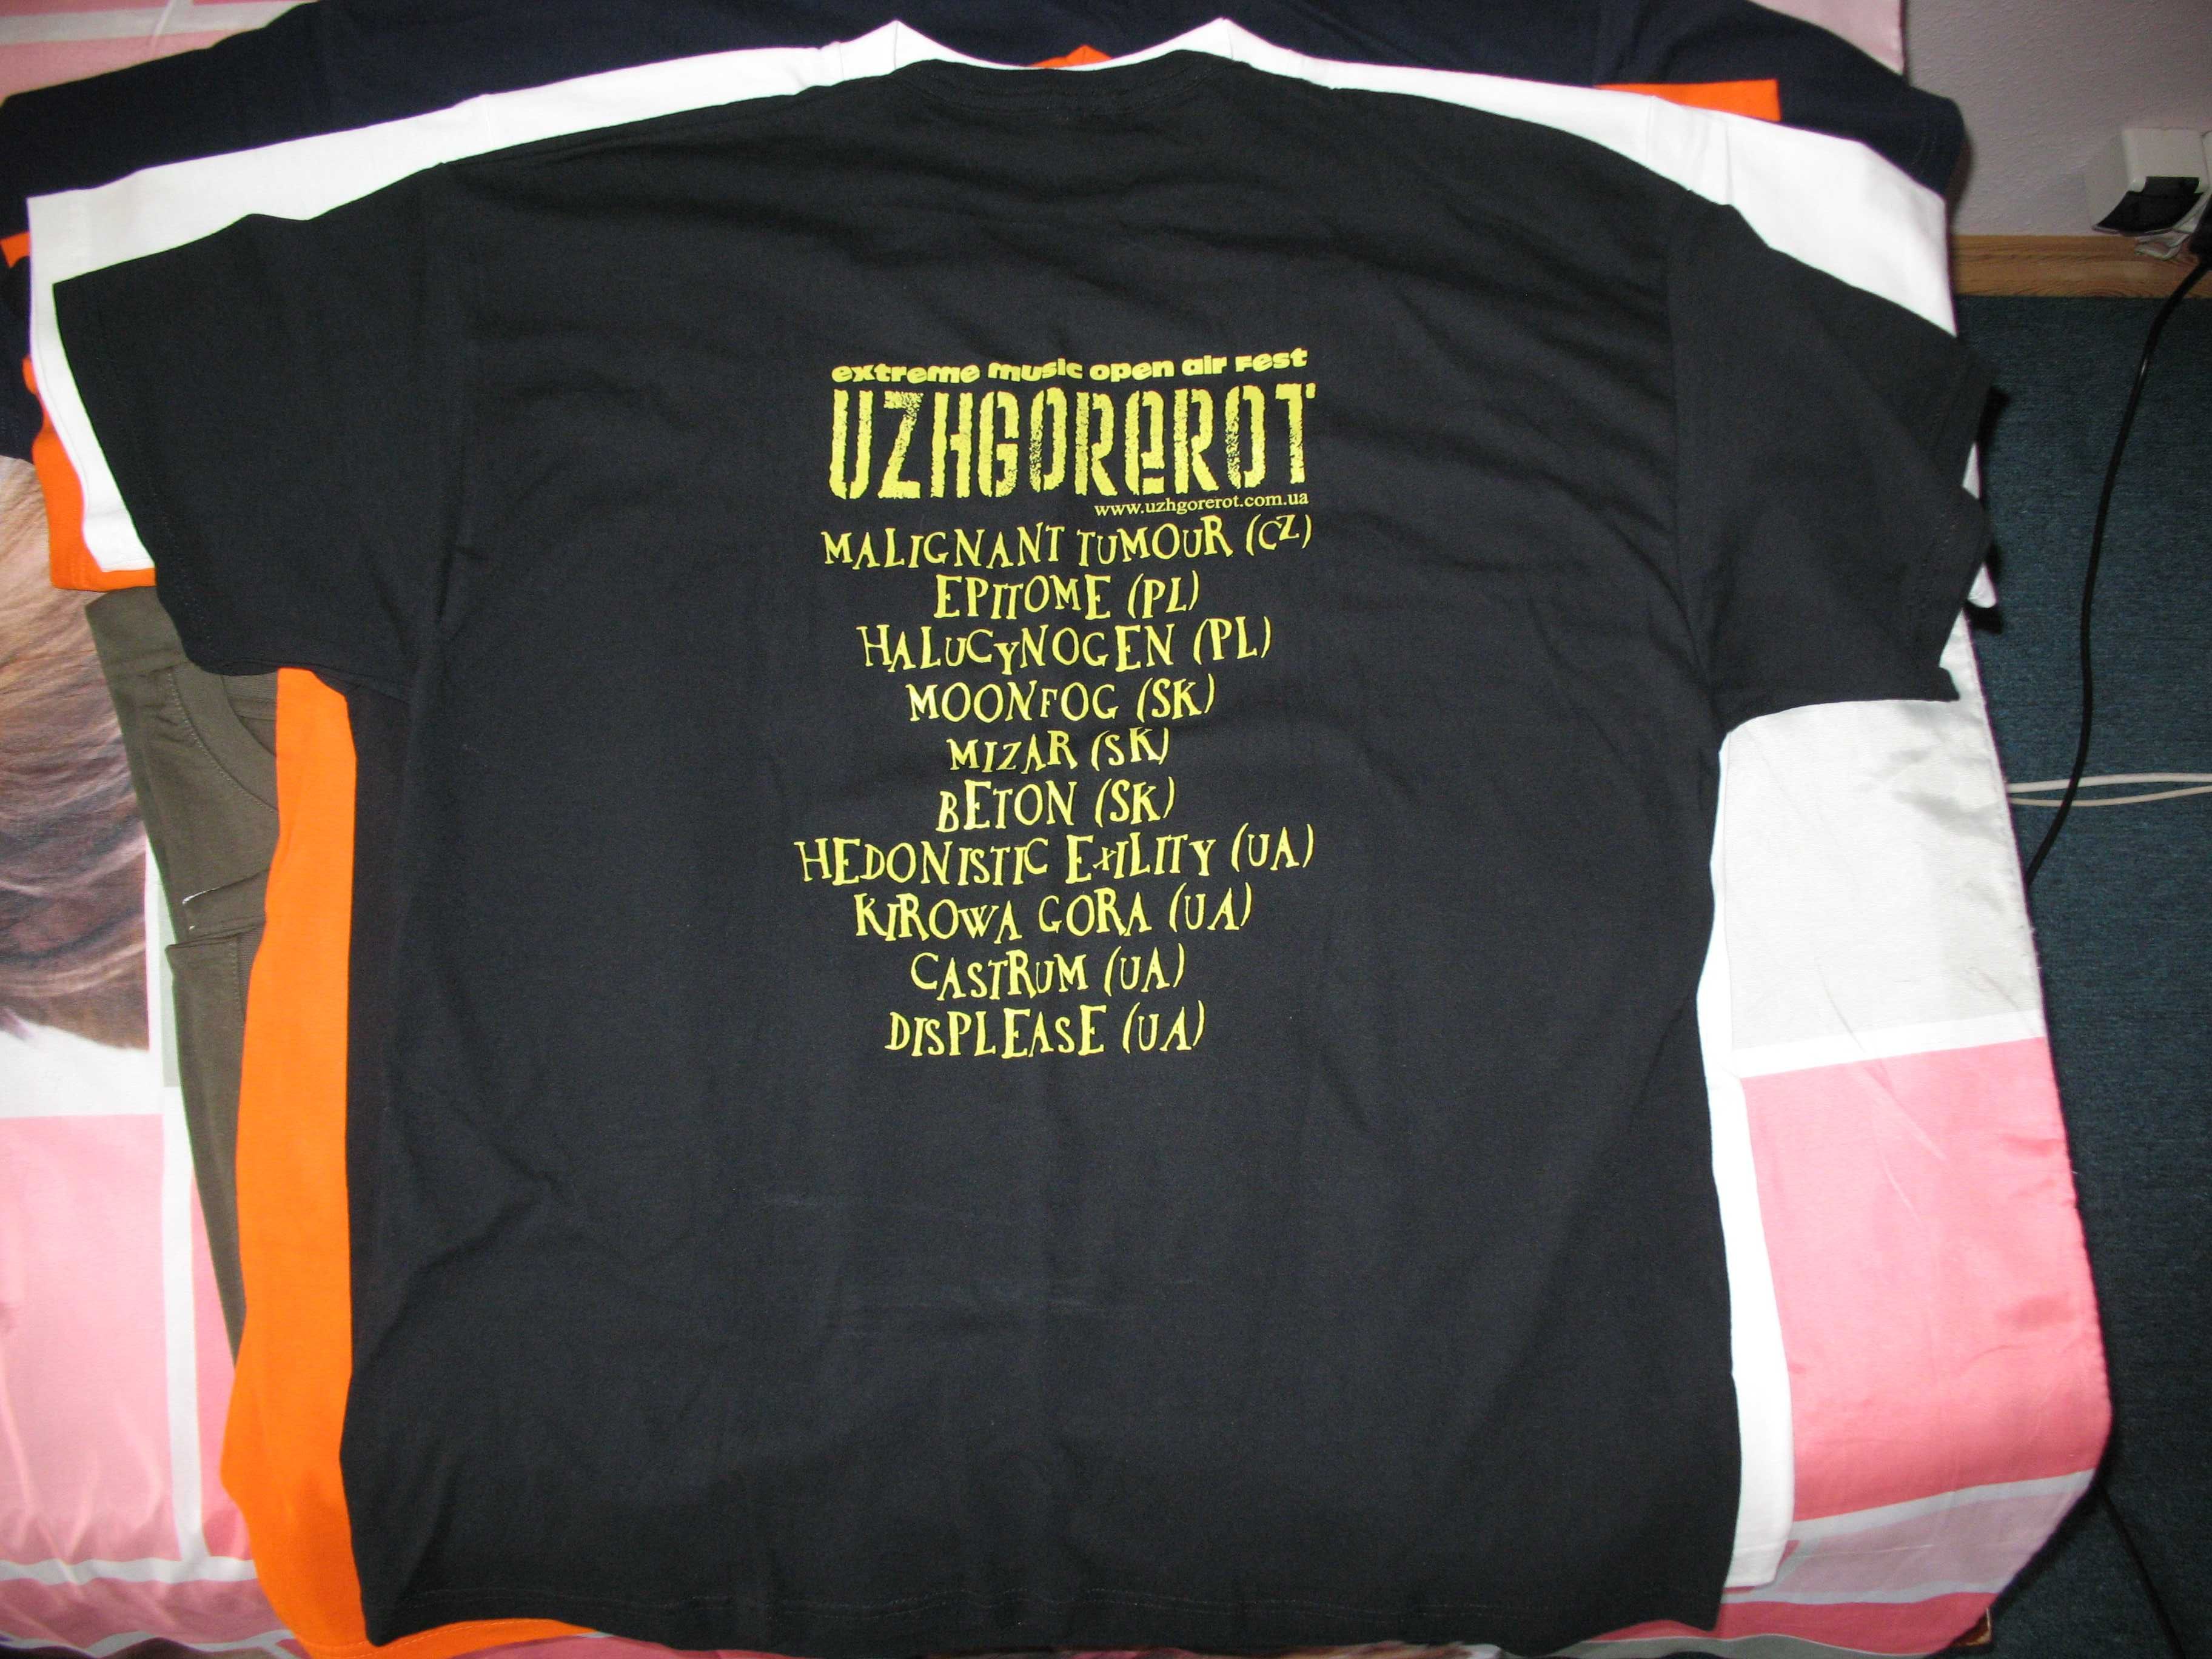 extreme music open air Fest
UZHGOReROT
www.uzhgorerot.com.ua
MALIGNANT TUMOUR (CZ)
EPITOME (PL)
HALUCYNOGEN (PL)
MOONFOG (SK)
MIZAR (SK)
BETON (SK)
HEDONISTIC EXILITY (UA)
KIROWA GORA (UA)
CASTRUM (UA)
DISPLEASE (UA)